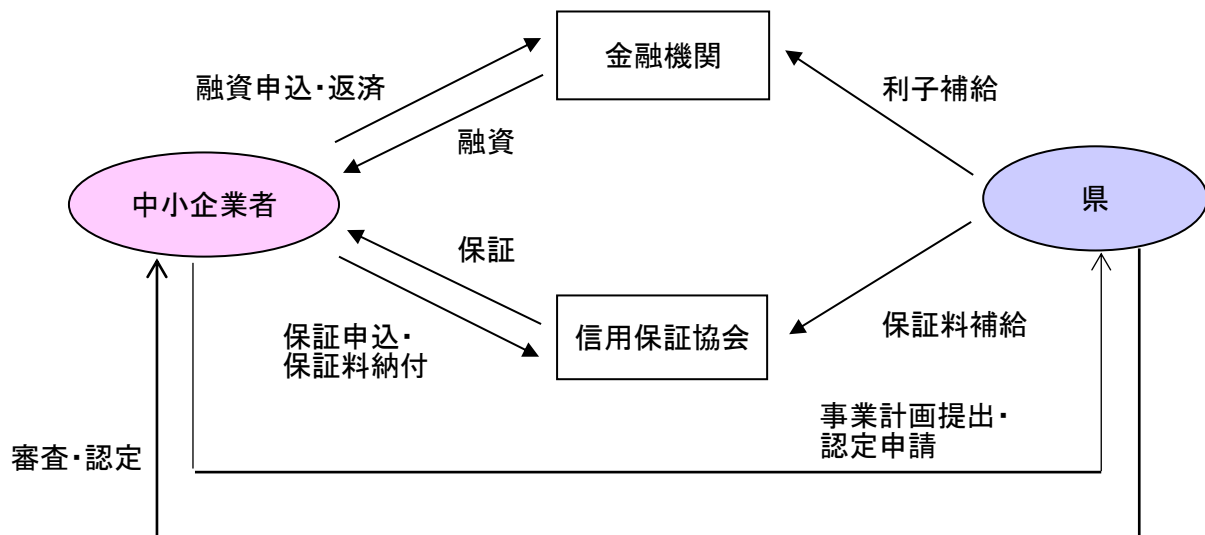 金融機関
融資申込・返済
利子補給
融資
中小企業者
県
保証
保証申込・
保証料納付
信用保証協会
保証料補給
事業計画提出・
認定申請
審査・認定